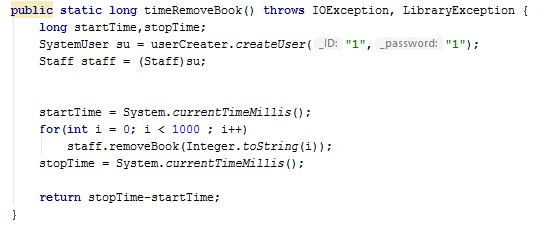 public static long timeRemoveBook() throws IOException, LibraryException {
    long startTime,stopTime;
    SystemUser su = userCreater.createUser( _ID: "1", _password: "1");
    Staff staff = (Staff)su;
    startTime = System.currentTimeMillis();
    for(int i = 0; i < 1000 ; i++)
        staff.removeBook(Integer.toString(i));
    stopTime = System.currentTimeMillis();
    return stopTime-startTime;
}